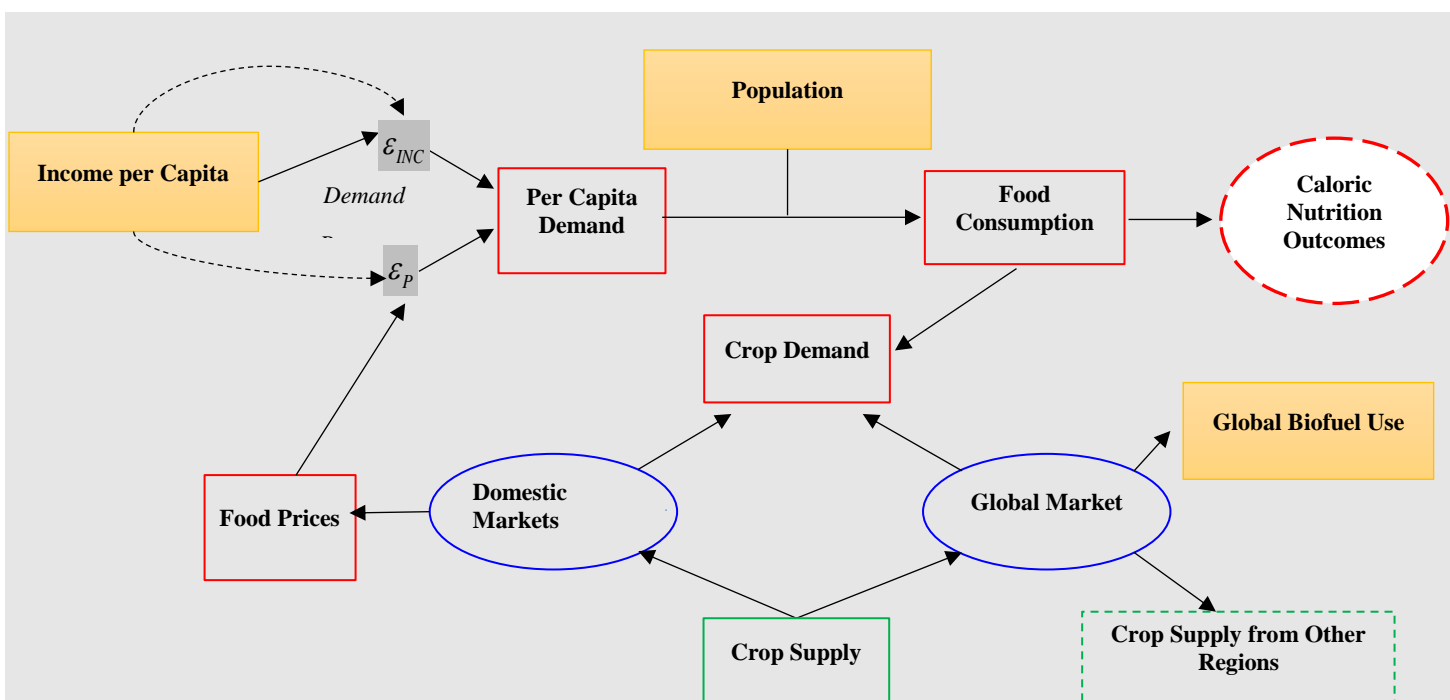 Population
Income per Capita
ε_INC
Demand
Per Capita
Demand
Food
Consumption
Caloric
Nutrition
Outcomes
ε_P
Crop Demand
Global Biofuel Use
Food Prices
Domestic
Markets
Global Market
Crop Supply
Crop Supply from Other
Regions